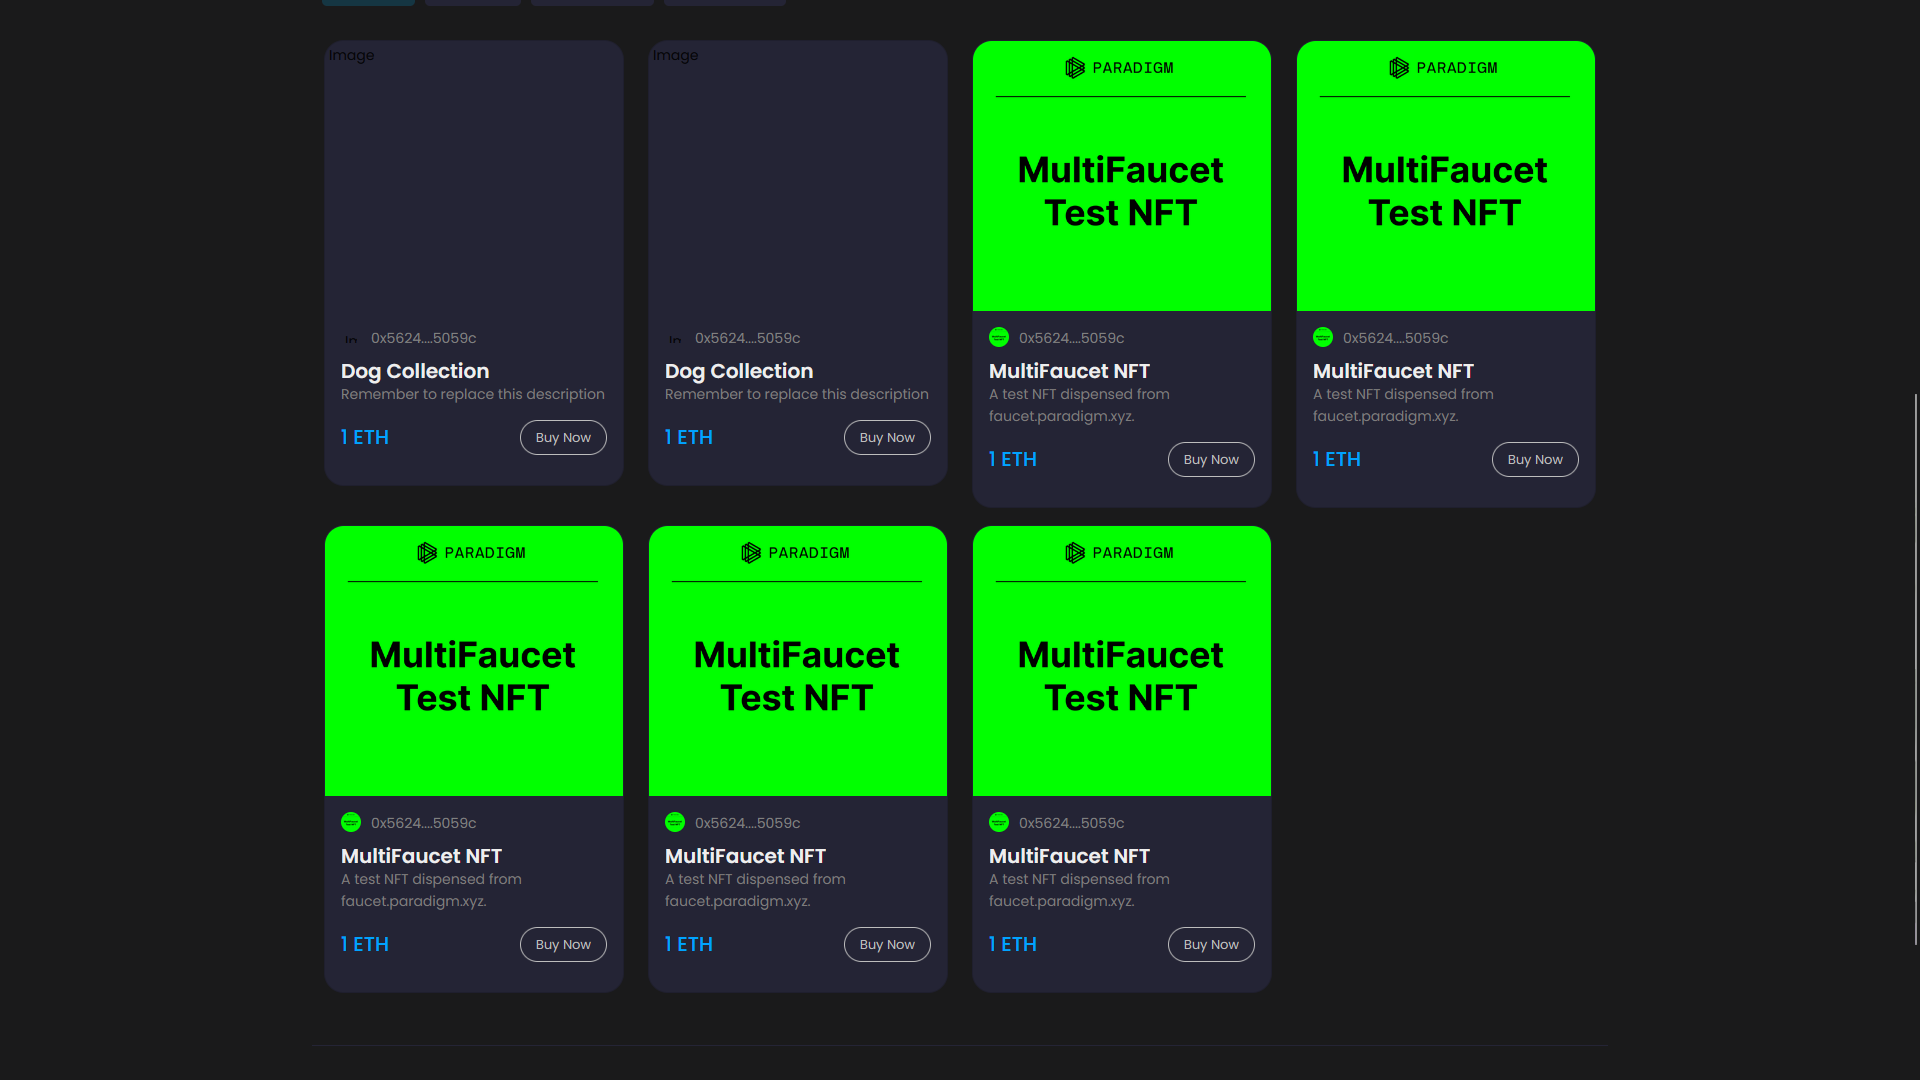 Image
Image
PARADIGM
PARADIGM
MultiFaucet
Test NFT
MultiFaucet
Test NFT
0x5624....5059c
0x5624....5059c
0x5624....5059c
0x5624....5059c
Dog Collection
Remember to replace this description
Dog Collection
Remember to replace this description
MultiFaucet NFT
A test NFT dispensed from
faucet.paradigm.xyz.
MultiFaucet NFT
A test NFT dispensed from
faucet.paradigm.xyz.
1 ETH
Buy Now
1 ETH
Buy Now
1 ETH
Buy Now
1 ETH
Buy Now
PARADIGM
PARADIGM
PARADIGM
MultiFaucet
Test NFT
MultiFaucet
Test NFT
MultiFaucet
Test NFT
0x5624....5059c
0x5624....5059c
0x5624....5059c
MultiFaucet NFT
A test NFT dispensed from
faucet.paradigm.xyz.
MultiFaucet NFT
A test NFT dispensed from
faucet.paradigm.xyz.
MultiFaucet NFT
A test NFT dispensed from
faucet.paradigm.xyz.
1 ETH
Buy Now
1 ETH
Buy Now
1 ETH
Buy Now